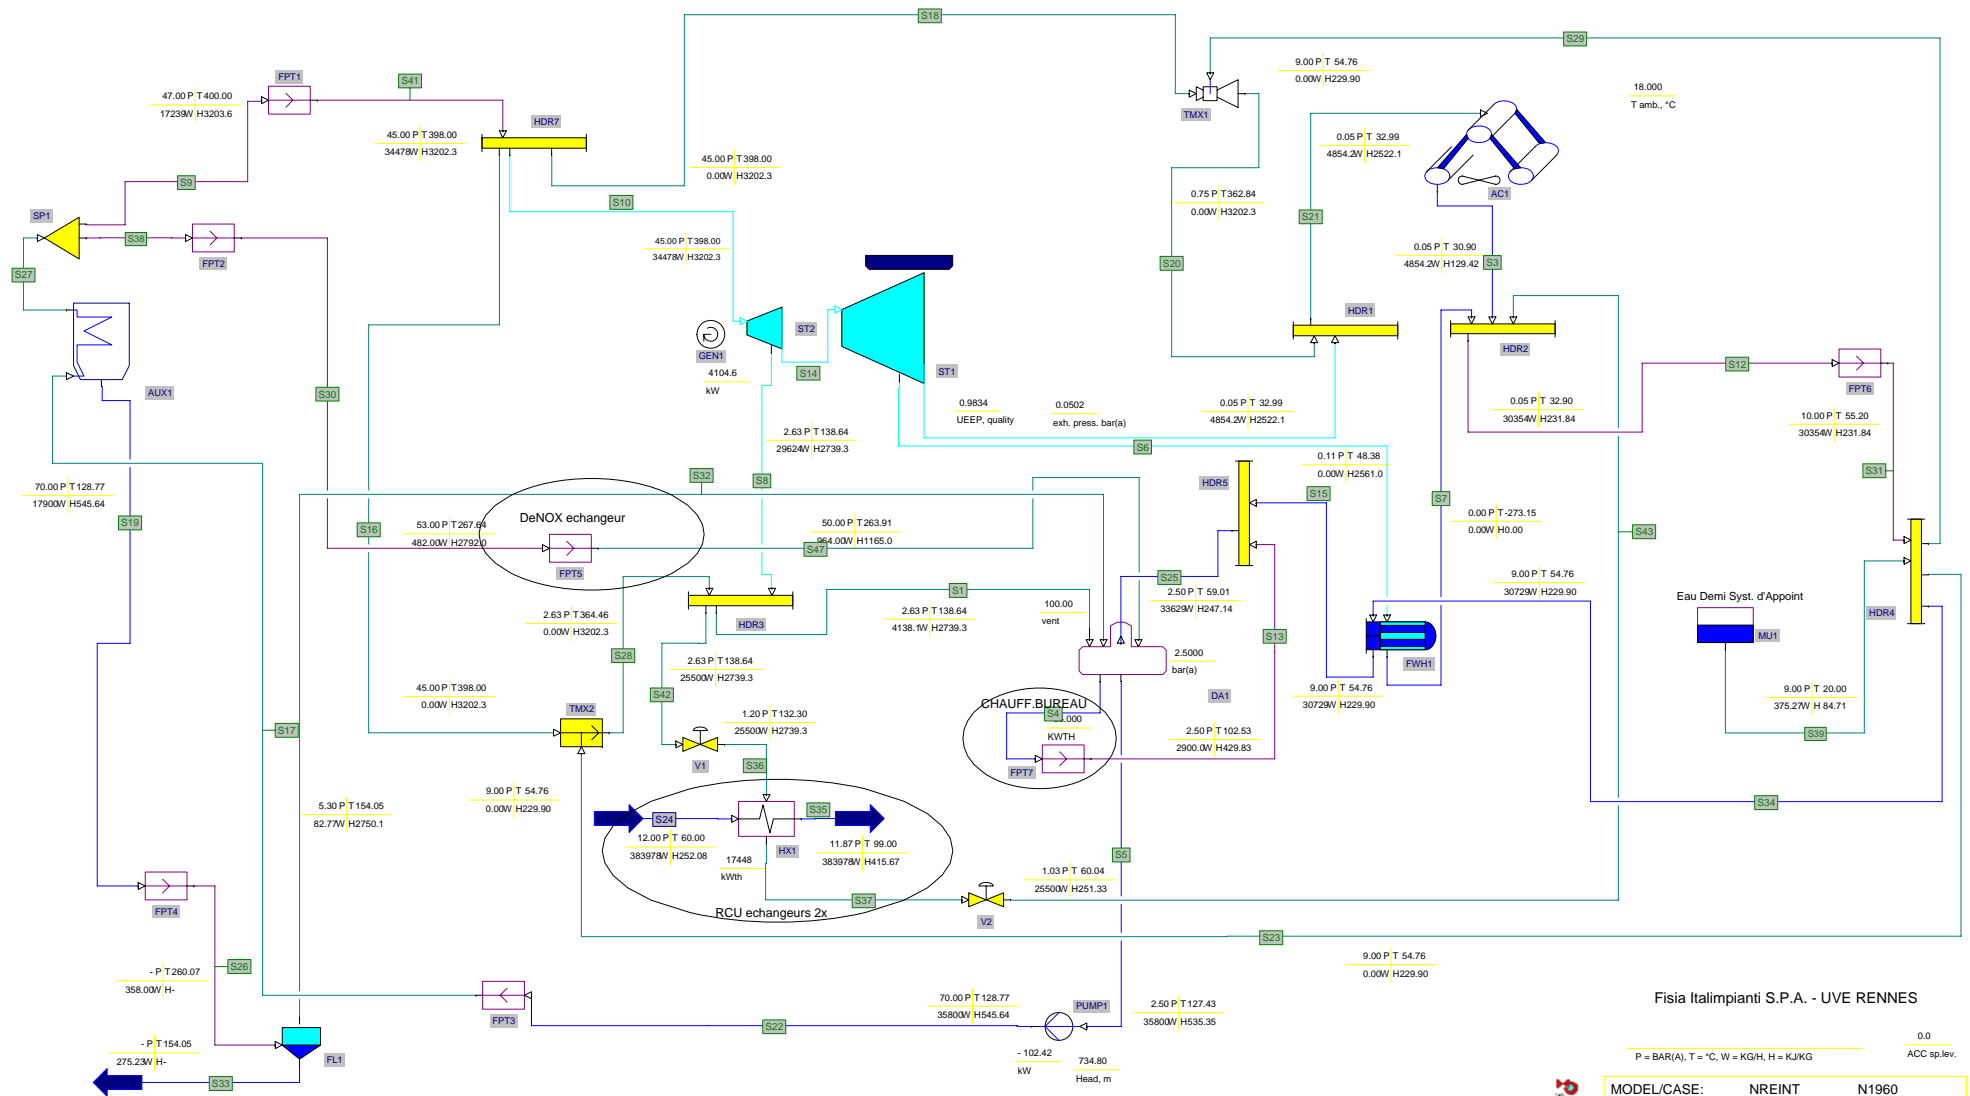 S18
S29
FPT1
S41
47.00 P T 400.00
17239W H3203.6
HDR7
45.00 P T 398.00
34478W H3202.3
9.00 P T 54.76
0.00W H229.90
TMX1
18.000
T amb., °C
0.05 P T 32.99
4854.2W H2522.1
45.00 P T 398.00
0.00W H3202.3
S9
S10
AC1
0.75 P T 362.84
0.00W H3202.3
S21
SP1
S38
FPT2
45.00 P T 398.00
34478W H3202.3
0.05 P T 30.90
4854.2W H129.42
S3
S27
S20
HDR1
HDR2
ST2
GEN1
4104.6
kW
S14
ST1
S12
FPT6
AUX1
S30
0.9834
UEEP, quality
0.0502
exh. press. bar(a)
0.05 P T 32.99
4854.2W H2522.1
0.05 P T 32.90
30354W H231.84
10.00 P T 55.20
30354W H231.84
2.63 P T 138.64
29624W H2739.3
S6
0.11 P T 48.38
0.00W H2561.0
S31
S32
S8
HDR5
S15
S7
70.00 P T 128.77
17900W H545.64
S19
DeNOX echangeur
S16
53.00 P T 267.64
482.00W H2792.0
50.00 P T 263.91
964.00W H1165.0
S47
0.00 P T -273.15
0.00W H0.00
S43
FPT5
S1
S25
2.50 P T 59.01
33629W H247.14
9.00 P T 54.76
30729W H229.90
Eau Demi Syst. d'Appoint
HDR4
2.63 P T 364.46
0.00W H3202.3
HDR3
2.63 P T 138.64
4138.1W H2739.3
100.00
vent
S13
MU1
S28
2.63 P T 138.64
25500W H2739.3
2.5000
bar(a)
FWH1
45.00 P T 398.00
0.00W H3202.3
S42
DA1
9.00 P T 54.76
30729W H229.90
9.00 P T 20.00
375.27W H 84.71
TMX2
1.20 P T 132.30
25500W H2739.3
CHAUFF.BUREAU
S4
KWTH
2.50 P T 102.53
2900.0W H429.83
S17
V1
S36
FPT7
S39
9.00 P T 54.76
0.00W H229.90
5.30 P T 154.05
82.77W H2750.1
S24
S35
S34
12.00 P T 60.00
383978W H252.08
HX1
11.87 P T 99.00
383978W H415.67
17448
kWth
S5
1.03 P T 60.04
25500W H251.33
RCU echangeurs 2x
S37
V2
FPT4
S23
S26
- P T 260.07
358.00W H-
9.00 P T 54.76
0.00W H229.90
FPT3
70.00 P T 128.77
35800W H545.64
PUMP1
2.50 P T 127.43
35800W H535.35
Fisia Italimpianti S.P.A. - UVE RENNES
S22
- P T 154.05
275.23W H-
FL1
- 102.42
kW
734.80
Head, m
P = BAR(A), T = °C, W = KG/H, H = KJ/KG
0.0
ACC sp.lev.
S33
MODEL/CASE: NREINT N1960